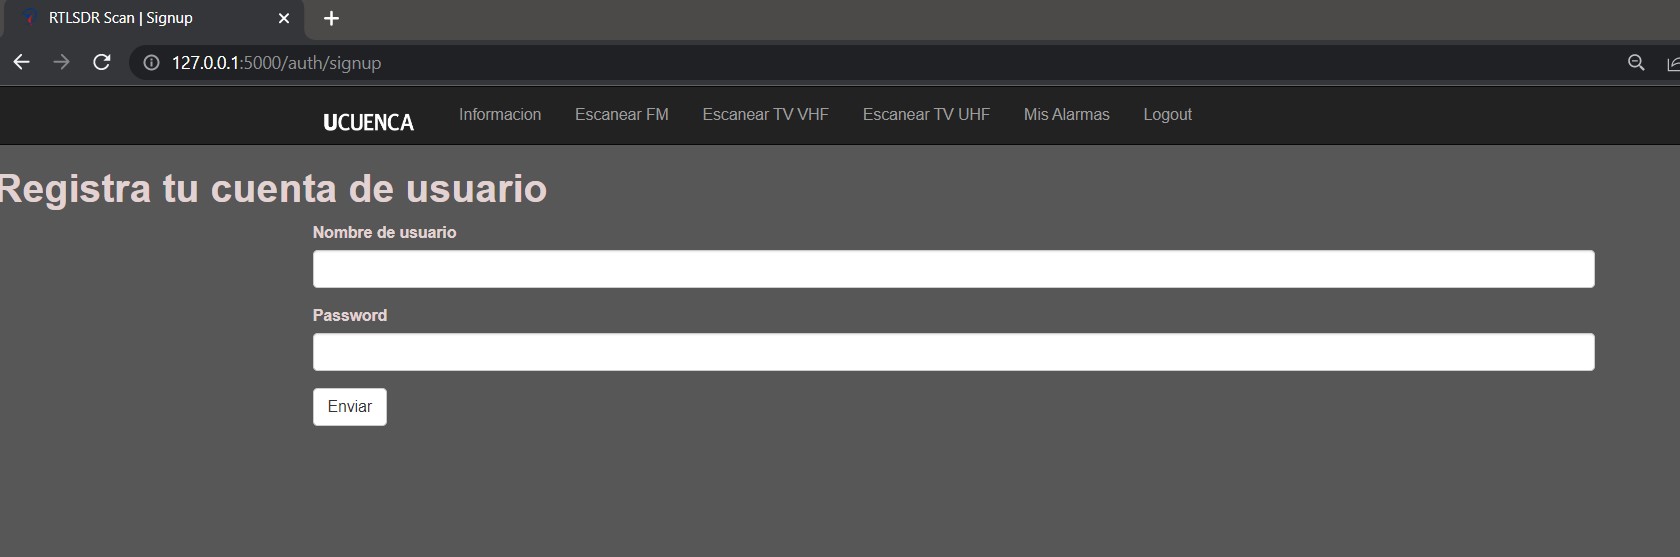 RTLSDR Scan | Signup
127.0.0.1:5000/auth/signup
UCUENCA Informacion Escanear FM Escanear TV VHF Escanear TV UHF Mis Alarmas Logout
Registra tu cuenta de usuario
Nombre de usuario
Password
Enviar